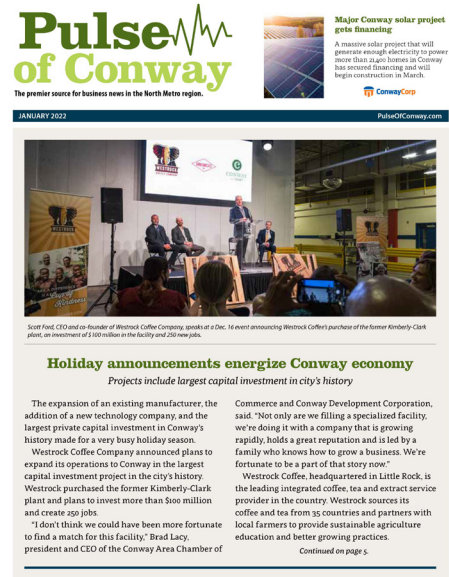 Pulse
of Conway
The premier source for business news in the North Metro region.
Major Conway solar project
gets financing
A massive solar project that will
generate enough electricity to power
more than 21,400 homes in Conway
has secured financing and will
begin construction in March.
ConwayCorp
JANUARY 2022
PulseOfConway.com
WESTROCK
WESTROCK
Scott Ford, CEO and co-founder of Westrock Coffee Company, speaks at a Dec. 16 event announcing Westrock Coffee's purchase of the former Kimberly-Clark
plant, an investment of $100 million in the facility and 250 new jobs.
Holiday announcements energize Conway economy
Projects include largest capital investment in city's history
The expansion of an existing manufacturer, the
addition of a new technology company, and the
largest private capital investment in Conway's
history made for a very busy holiday season.
Westrock Coffee Company announced plans to
expand its operations to Conway in the largest
capital investment project in the city's history.
Westrock purchased the former Kimberly-Clark
plant and plans to invest more than $100 million
and create 250 jobs.
"I don't think we could have been more fortunate
to find a match for this facility," Brad Lacy,
president and CEO of the Conway Area Chamber of
Commerce and Conway Development Corporation,
said. "Not only are we filling a specialized facility,
we're doing it with a company that is growing
rapidly, holds a great reputation and is led by a
family who knows how to grow a business. We're
fortunate to be a part of that story now."
Westrock Coffee, headquartered in Little Rock, is
the leading integrated coffee, tea and extract service
provider in the country. Westrock sources its
coffee and tea from 35 countries and partners with
local farmers to provide sustainable agriculture
education and better growing practices.
Continued on page 5.